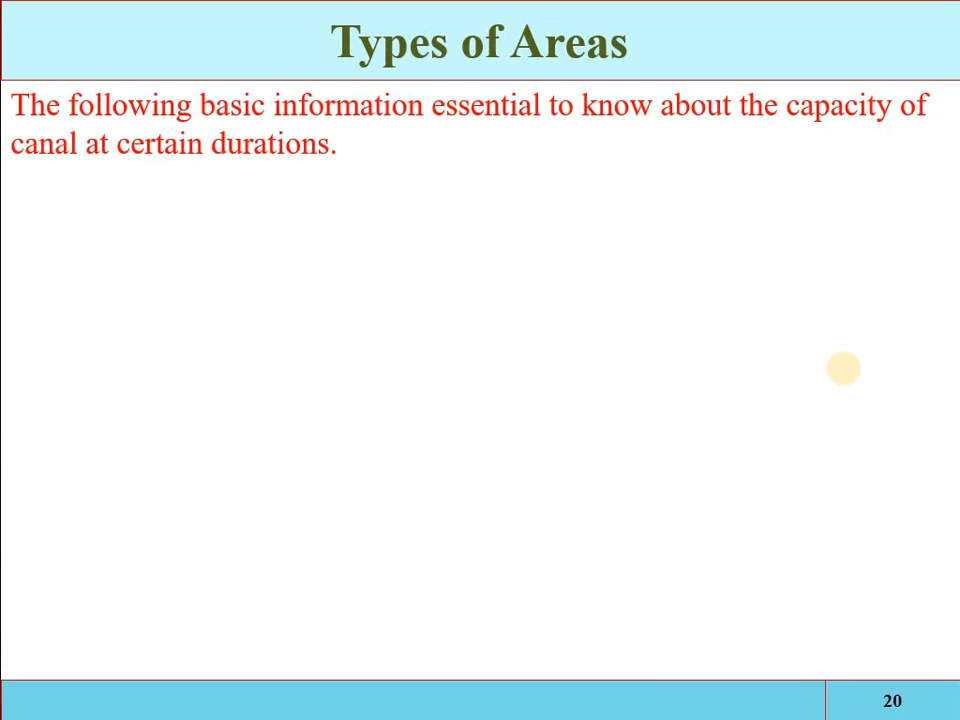 Types of Areas
The following basic information essential to know about the capacity of
canal at certain durations.
20